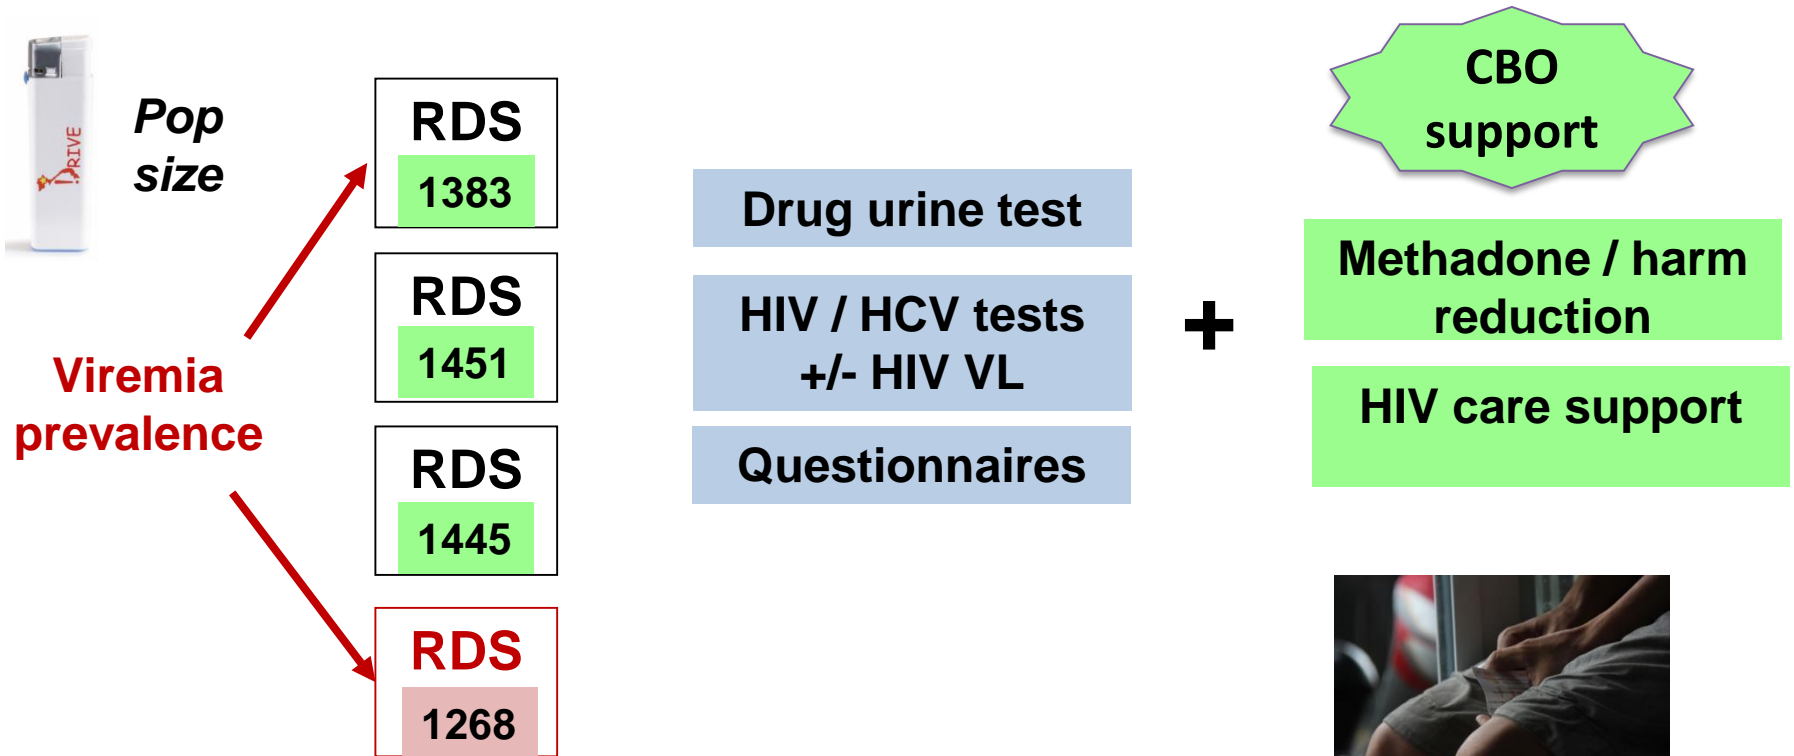 Pop
size
DRIVE
RDS
1383
RDS
1451
RDS
1445
RDS
1268
Viremia
prevalence
Drug urine test
HIV / HCV tests
+/- HIV VL
Questionnaires
+
CBO
support
Methadone / harm
reduction
HIV care support